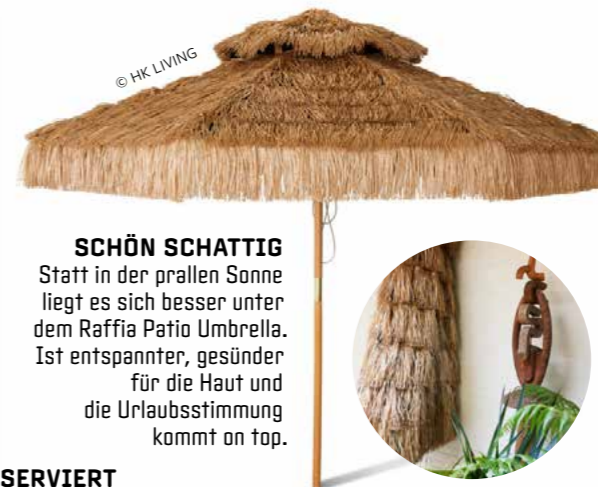 © HK LIVING
SCHÖN SCHATTIG
Statt in der prallen Sonne
liegt es sich besser unter
dem Raffia Patio Umbrella.
Ist entspannter, gesünder
für die Haut und
die Urlaubsstimmung
kommt on top.
SERVIERT